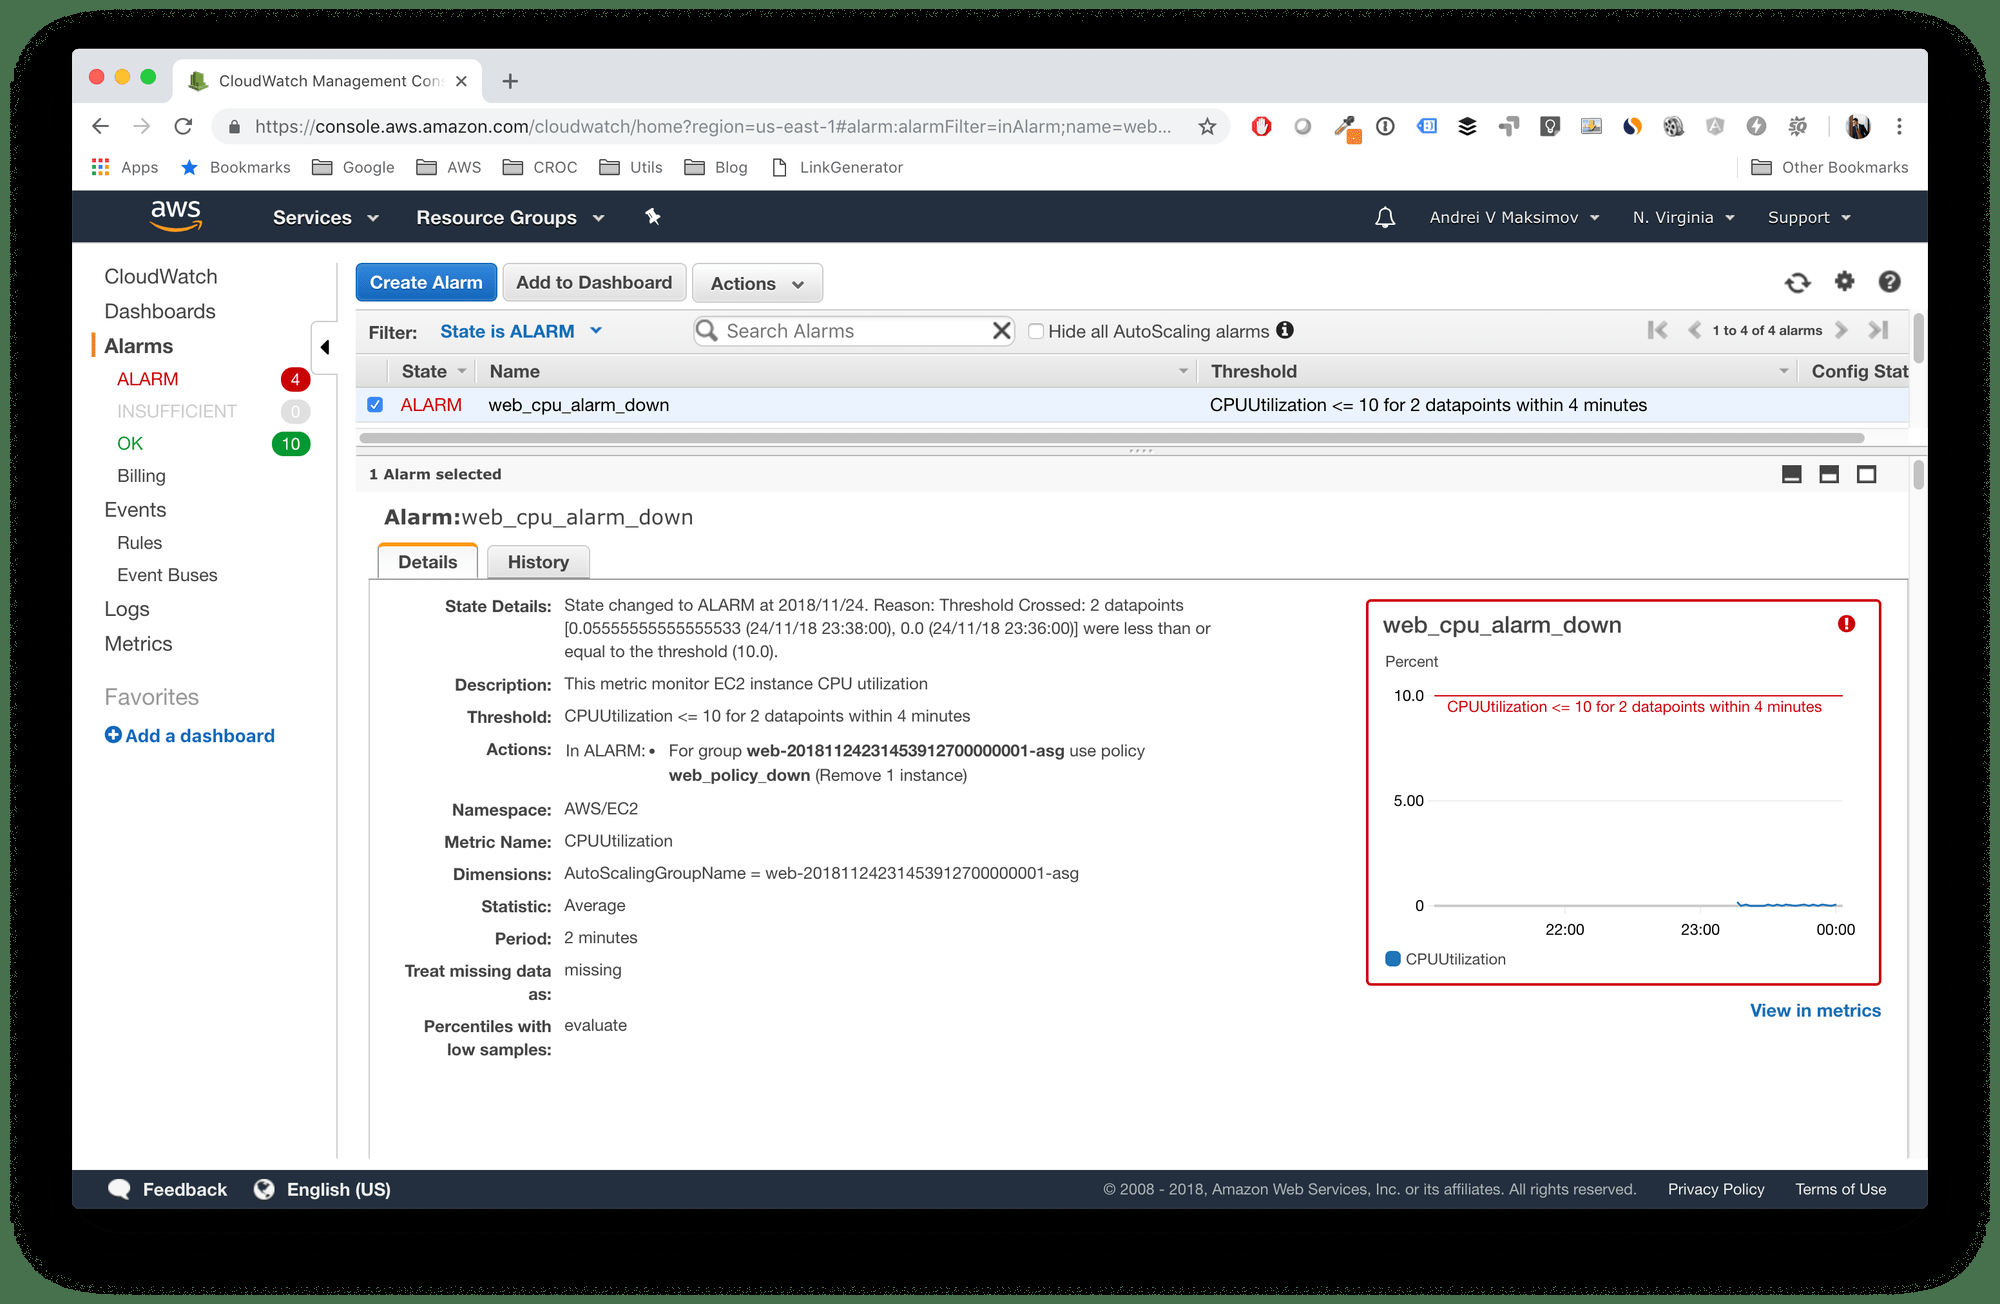 CloudWatch Management Con
https://console.aws.amazon.com/cloudwatch/home?region=us-east-1#alarm:alarmFilter=inAlarm;name=web...
Apps Bookmarks Google AWS CROC Utils Blog LinkGenerator Other Bookmarks
aws Services Resource Groups Andrei V Maksimov N. Virginia Support
CloudWatch
Dashboards
Alarms
ALARM 4
INSUFFICIENT 0
OK 10
Billing
Events
Rules
Event Buses
Logs
Metrics
Favorites
Add a dashboard
Create Alarm Add to Dashboard Actions
Filter: State is ALARM Search Alarms Hide all AutoScaling alarms 1 to 4 of 4 alarms
State Name Threshold Config Stat
ALARM web_cpu_alarm_down CPUUtilization <= 10 for 2 datapoints within 4 minutes
1 Alarm selected
Alarm:web_cpu_alarm_down
Details History
State Details: State changed to ALARM at 2018/11/24. Reason: Threshold Crossed: 2 datapoints
[0.05555555555555533 (24/11/18 23:38:00), 0.0 (24/11/18 23:36:00)] were less than or
equal to the threshold (10.0).
Description: This metric monitor EC2 instance CPU utilization
Threshold: CPUUtilization <= 10 for 2 datapoints within 4 minutes
Actions: In ALARM: • For group web-20181124231453912700000001-asg use policy
web_policy_down (Remove 1 instance)
Namespace: AWS/EC2
Metric Name: CPUUtilization
Dimensions: AutoScalingGroupName = web-20181124231453912700000001-asg
Statistic: Average
Period: 2 minutes
Treat missing data missing
as:
Percentiles with evaluate
low samples:
web_cpu_alarm_down
Percent
10.0
CPUUtilization <= 10 for 2 datapoints within 4 minutes
5.00
0
22:00 23:00 00:00
CPUUtilization
View in metrics
Feedback English (US) © 2008 - 2018, Amazon Web Services, Inc. or its affiliates. All rights reserved. Privacy Policy Terms of Use